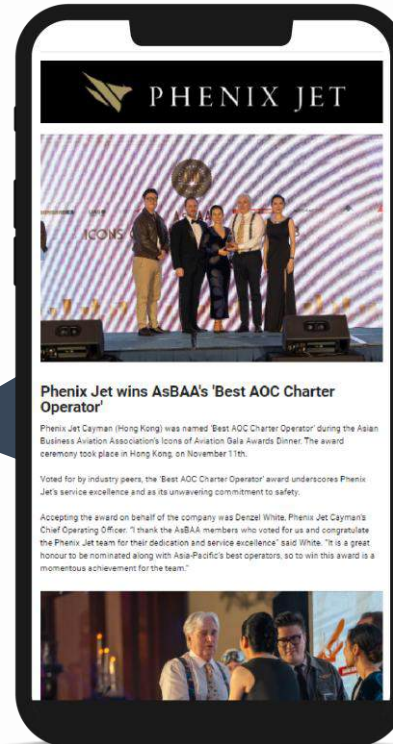 PHENIX JET
ICONS
Phenix Jet wins AsBAA's 'Best AOC Charter
Operator'
Phenix Jet Cayman (Hong Kong) was named 'Best AOC Charter Operator' during the Asian
Business Aviation Association's Icons of Aviation Gala Awards Dinner. The award
ceremony took place in Hong Kong, on November 11th.
Voted for by industry peers, the 'Best AOC Charter Operator' award underscores Phenix
Jet's service excellence and as its unwavering commitment to safety.
Accepting the award on behalf of the company was Denzel White, Phenix Jet Cayman's
Chief Operating Officer. "I thank the AsBAA members who voted for us and congratulate
the Phenix Jet team for their dedication and service excellence" said White. "It is a great
honour to be nominated along with Asia-Pacific's best operators, so to win this award is a
momentous achievement for the team."